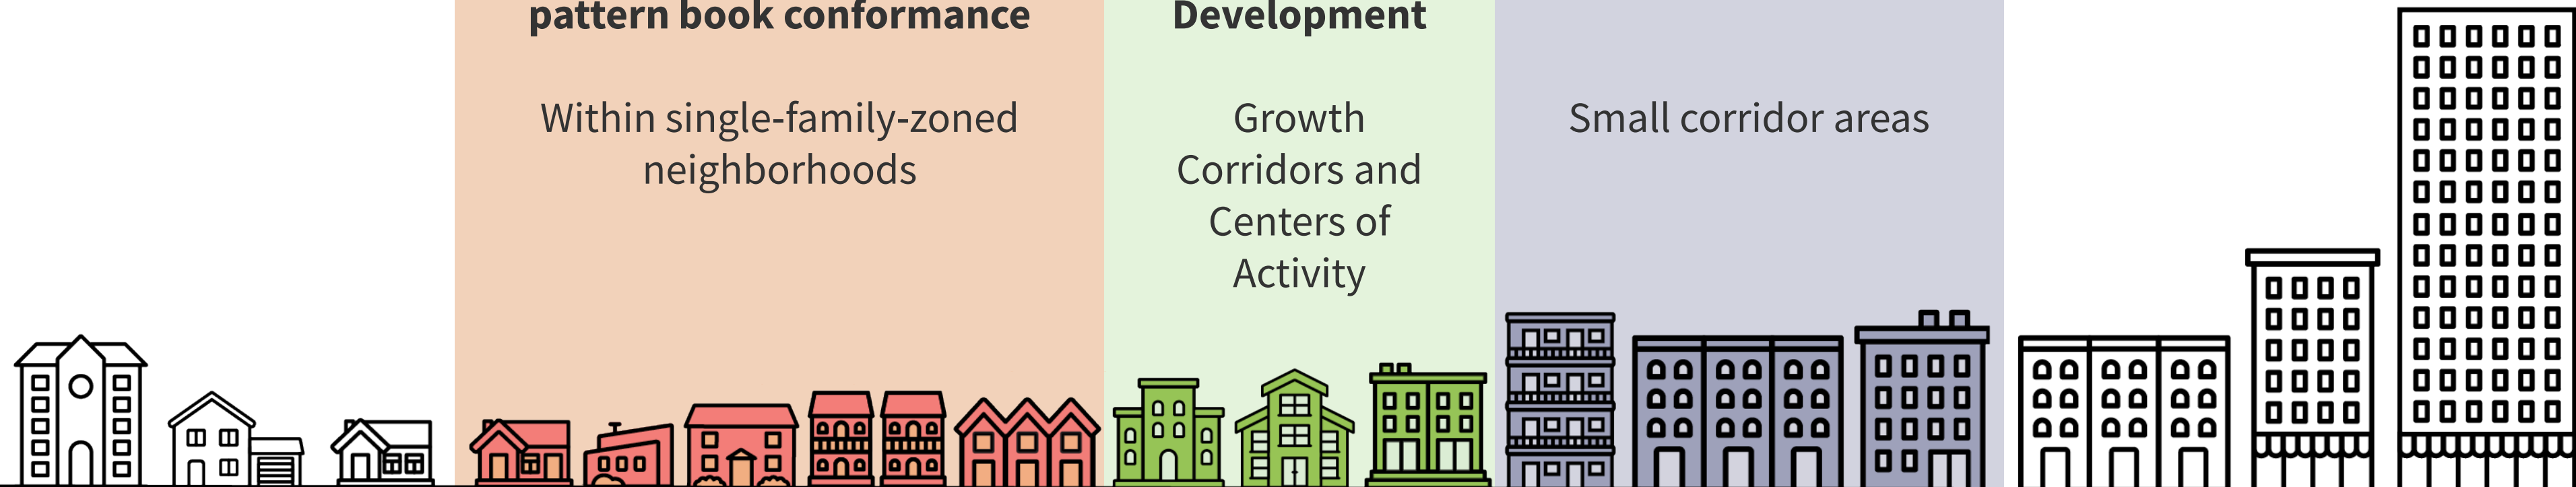 pattern book conformance
Within single-family-zoned
neighborhoods
Development
Growth
Corridors and
Centers of
Activity
Small corridor areas